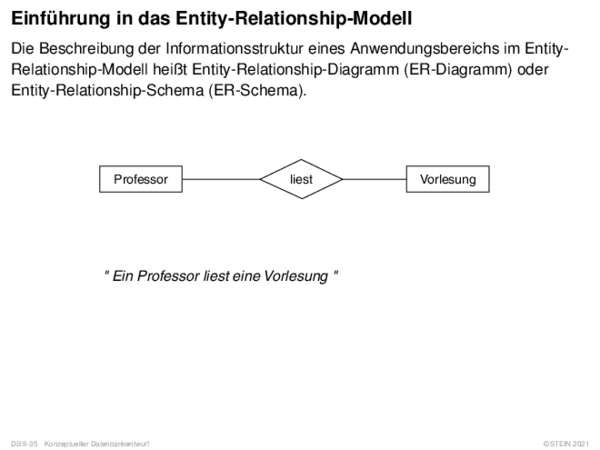 Einführung in das Entity-Relationship-Modell
Die Beschreibung der Informationsstruktur eines Anwendungsbereichs im Entity-
Relationship-Modell heißt Entity-Relationship-Diagramm (ER-Diagramm) oder
Entity-Relationship-Schema (ER-Schema).
Professor liest Vorlesung
" Ein Professor liest eine Vorlesung "
DB:II-35 Konzeptueller Datenbankentwurf ©STEIN 2021